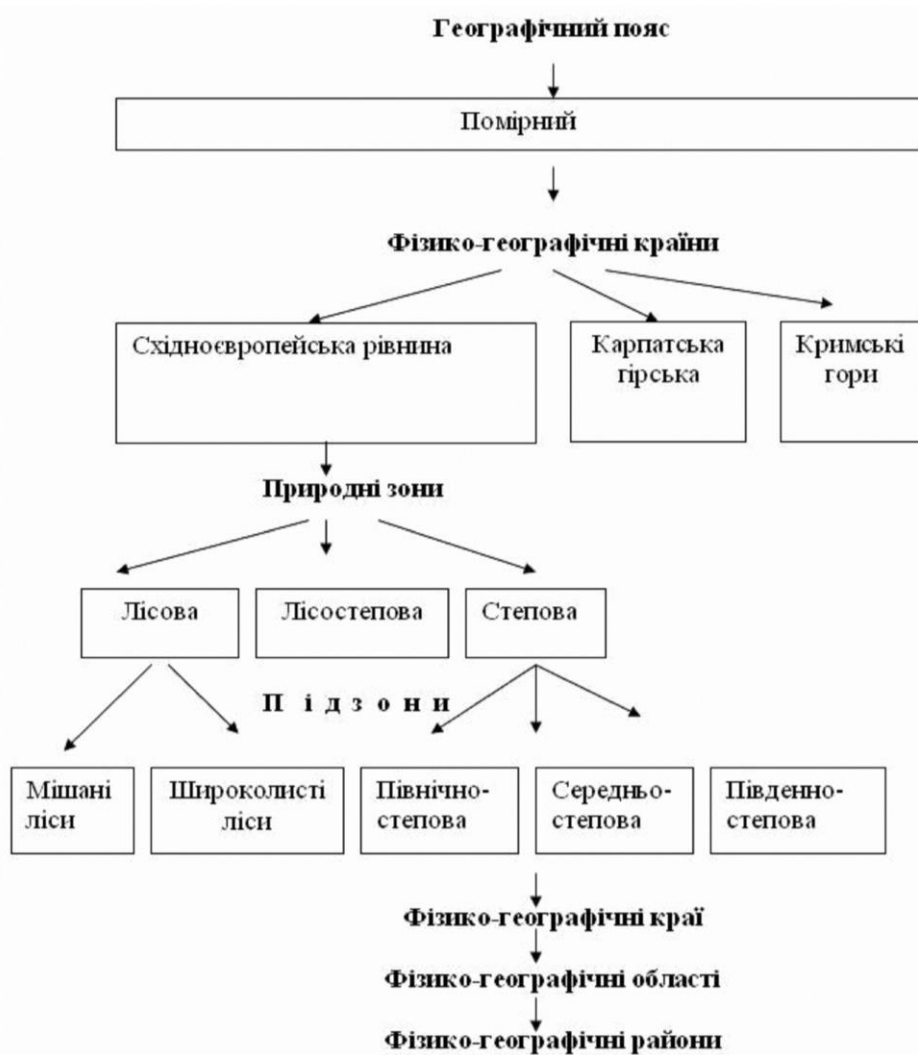 Географічний пояс
Помірний
Фізико-географічні країни
Східноєвропейська рівнина
Карпатська
гірська
Кримські
гори
Природні зони
Лісова
Лісостепова
Степова
П і д з о н и
Мішані
ліси
Широколисті
ліси
Північно-
степова
Середньо-
степова
Південно-
степова
Фізико-географічні краї
Фізико-географічні області
Фізико-географічні райони